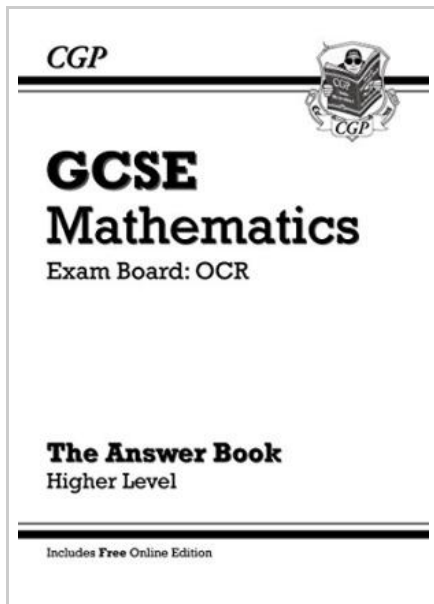 CGP
CGP
GCSE
Mathematics
Exam Board: OCR
The Answer Book
Higher Level
Includes Free Online Edition